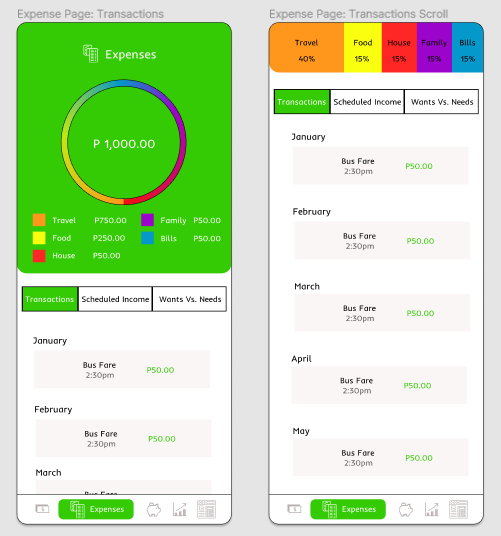 Expense Page: Transactions
Expenses
P 1,000.00
Travel P750.00 Family P50.00
Food P250.00 Bills P50.00
House P50.00
Transactions Scheduled Income Wants Vs. Needs
January
Bus Fare P50.00
2:30pm
February
Bus Fare P50.00
2:30pm
March
Bus Fare
Expenses
Expense Page: Transactions Scroll
Travel Food House Family Bills
40% 15% 15% 15% 15%
Transactions Scheduled Income Wants Vs. Needs
January
Bus Fare P50.00
2:30pm
February
Bus Fare P50.00
2:30pm
March
Bus Fare P50.00
2:30pm
April
Bus Fare P50.00
2:30pm
May
Bus Fare P50.00
2:30pm
Expenses